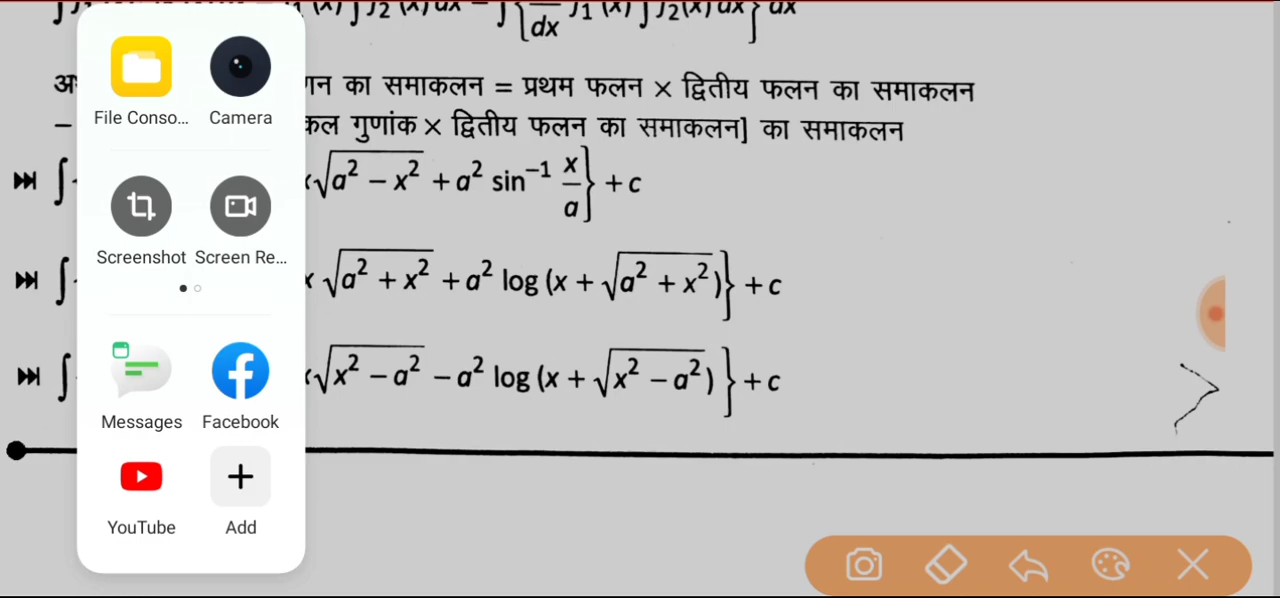 dx
File Conso...
Camera
का समाकलन = प्रथम फलन × द्वितीय फलन का समाकलन
गुणांक × द्वितीय फलन का समाकलन] का समाकलन
√(a² − x²) + a² sin⁻¹ x/a} + c
Screenshot
Screen Re...
√(a² + x²) + a² log (x + √(a² + x²))} + c
√(x² − a²) − a² log (x + √(x² − a²)) } + c
Messages
Facebook
YouTube
Add